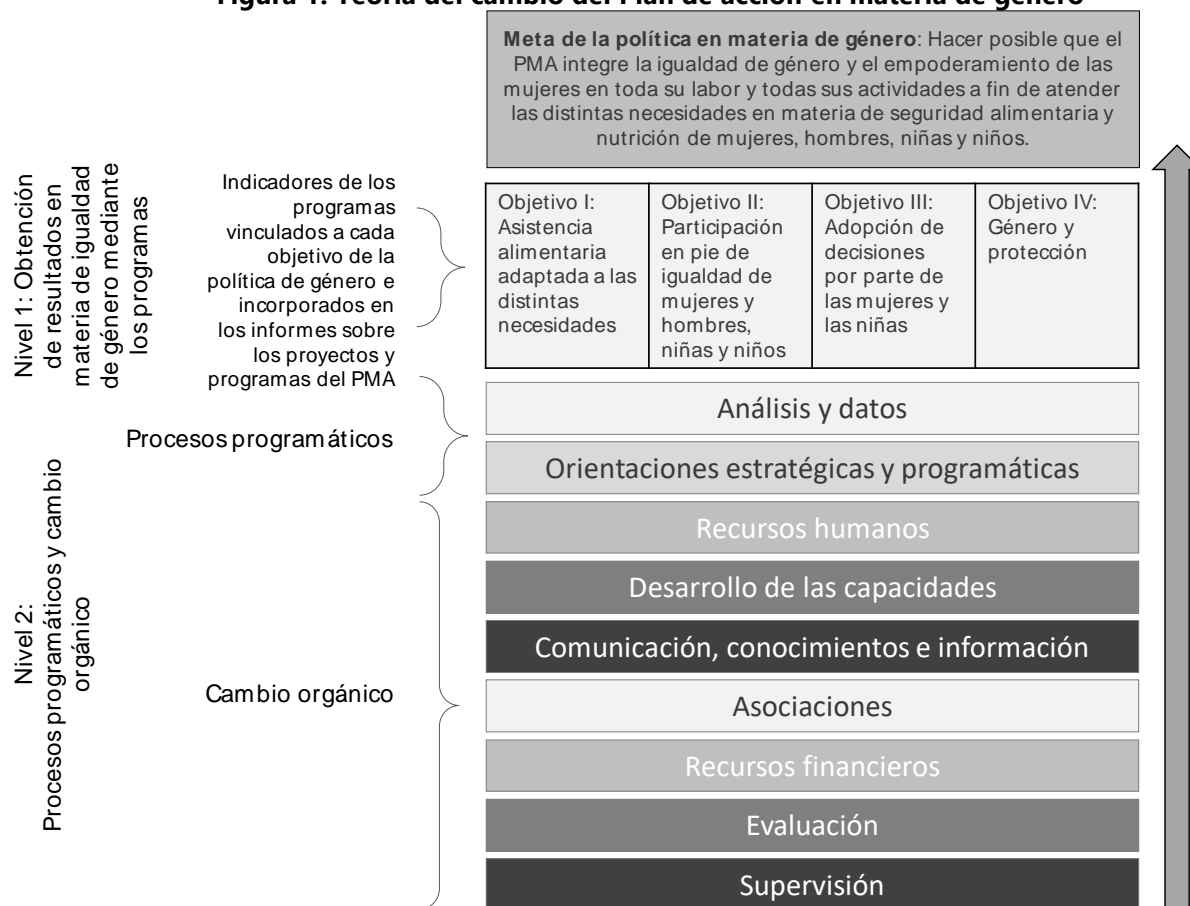 Figura 1: Teoría del cambio del Plan de acción en materia de género
Meta de la política en materia de género: Hacer posible que el
PMA integre la igualdad de género y el empoderamiento de las
mujeres en toda su labor y todas sus actividades a fin de atender
las distintas necesidades en materia de seguridad alimentaria y
nutrición de mujeres, hombres, niñas y niños.
Nivel 1: Obtención
de resultados en
materia de igualdad
de género mediante
los programas
Indicadores de los
programas
vinculados a cada
objetivo de la
política de género e
incorporados en
los informes sobre
los proyectos y
programas del PMA
Objetivo I:
Asistencia
alimentaria
adaptada a las
distintas
necesidades
Objetivo II:
Participación
en pie de
igualdad de
mujeres y
hombres,
niñas y niños
Objetivo III:
Adopción de
decisiones
por parte de
las mujeres y
las niñas
Objetivo IV:
Género y
protección
Nivel 2:
Procesos programáticos y cambio
orgánico
Procesos programáticos
Análisis y datos
Orientaciones estratégicas y programáticas
Cambio orgánico
Recursos humanos
Desarrollo de las capacidades
Comunicación, conocimientos e información
Asociaciones
Recursos financieros
Evaluación
Supervisión